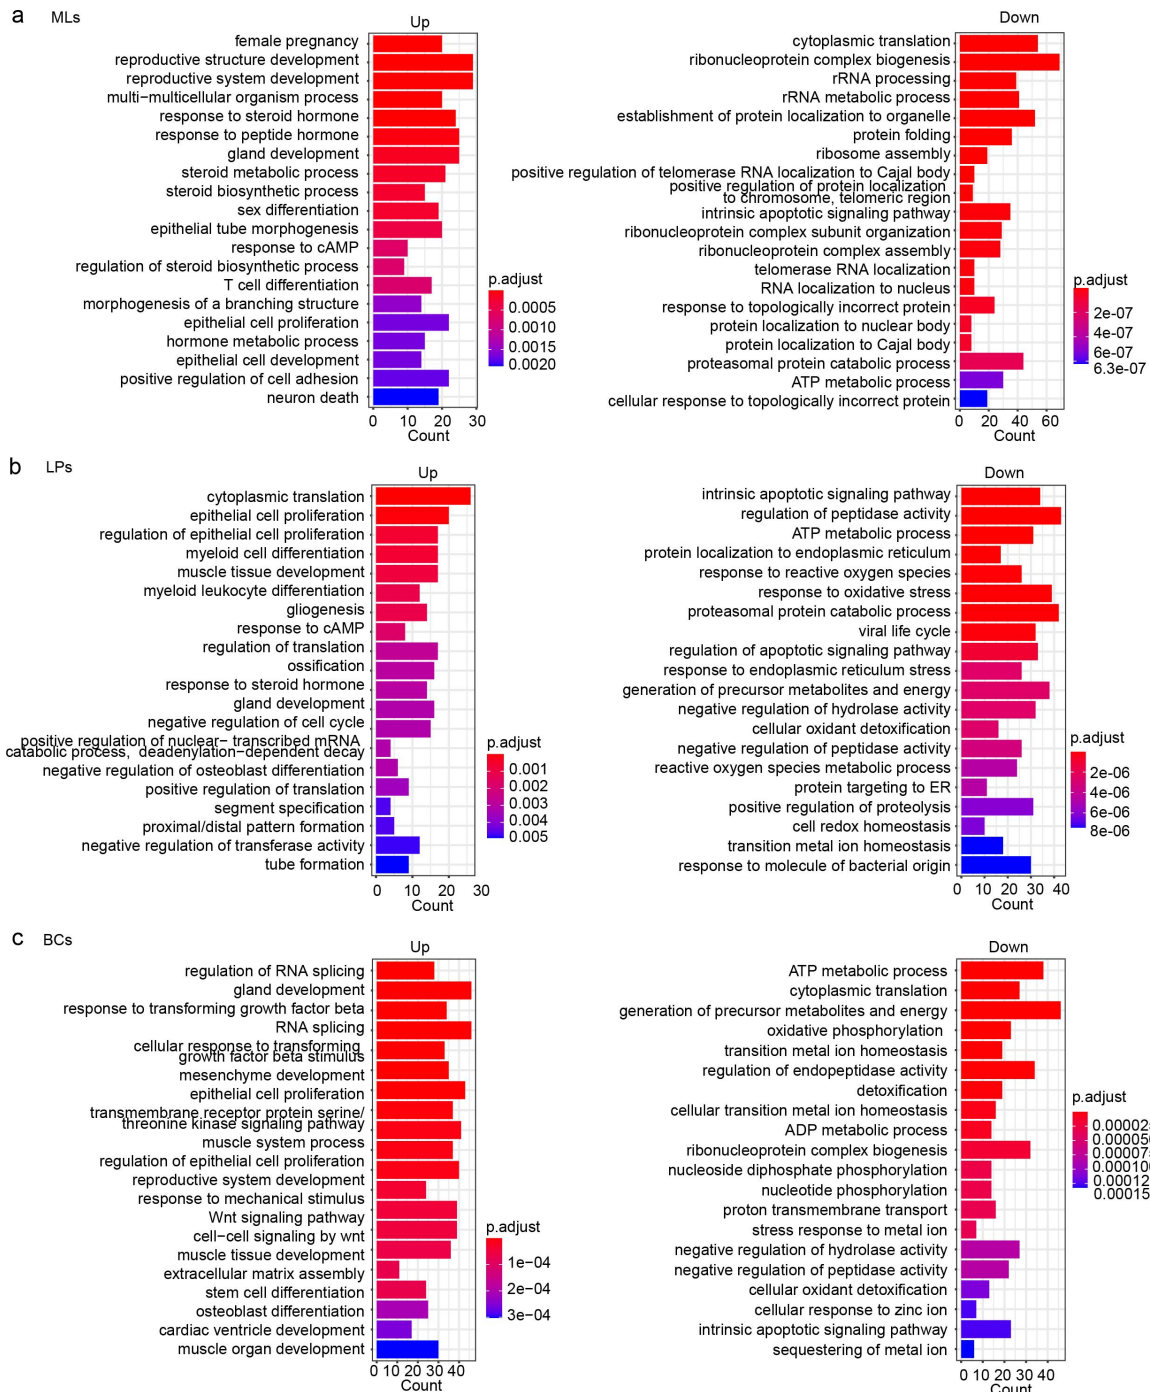 a MLs
Up
female pregnancy
reproductive structure development
reproductive system development
multi−multicellular organism process
response to steroid hormone
response to peptide hormone
gland development
steroid metabolic process
steroid biosynthetic process
sex differentiation
epithelial tube morphogenesis
response to cAMP
regulation of steroid biosynthetic process
T cell differentiation
morphogenesis of a branching structure
epithelial cell proliferation
hormone metabolic process
epithelial cell development
positive regulation of cell adhesion
neuron death
0 10 20 30
Count
p.adjust
0.0005
0.0010
0.0015
0.0020
Down
cytoplasmic translation
ribonucleoprotein complex biogenesis
rRNA processing
rRNA metabolic process
establishment of protein localization to organelle
protein folding
ribosome assembly
positive regulation of telomerase RNA localization to Cajal body
positive regulation of protein localization
to chromosome, telomeric region
intrinsic apoptotic signaling pathway
ribonucleoprotein complex subunit organization
ribonucleoprotein complex assembly
telomerase RNA localization
RNA localization to nucleus
response to topologically incorrect protein
protein localization to nuclear body
protein localization to Cajal body
proteasomal protein catabolic process
ATP metabolic process
cellular response to topologically incorrect protein
0 20 40 60
Count
p.adjust
2e-07
4e-07
6e-07
6.3e-07
b LPs
Up
cytoplasmic translation
epithelial cell proliferation
regulation of epithelial cell proliferation
myeloid cell differentiation
muscle tissue development
myeloid leukocyte differentiation
gliogenesis
response to cAMP
regulation of translation
ossification
response to steroid hormone
gland development
negative regulation of cell cycle
positive regulation of nuclear− transcribed mRNA
catabolic process, deadenylation−dependent decay
negative regulation of osteoblast differentiation
positive regulation of translation
segment specification
proximal/distal pattern formation
negative regulation of transferase activity
tube formation
0 10 20 30
Count
p.adjust
0.001
0.002
0.003
0.004
0.005
Down
intrinsic apoptotic signaling pathway
regulation of peptidase activity
ATP metabolic process
protein localization to endoplasmic reticulum
response to reactive oxygen species
response to oxidative stress
proteasomal protein catabolic process
viral life cycle
regulation of apoptotic signaling pathway
response to endoplasmic reticulum stress
generation of precursor metabolites and energy
negative regulation of hydrolase activity
cellular oxidant detoxification
negative regulation of peptidase activity
reactive oxygen species metabolic process
protein targeting to ER
positive regulation of proteolysis
cell redox homeostasis
transition metal ion homeostasis
response to molecule of bacterial origin
0 10 20 30 40
Count
p.adjust
2e-06
4e-06
6e-06
8e-06
c BCs
Up
regulation of RNA splicing
gland development
response to transforming growth factor beta
RNA splicing
cellular response to transforming
growth factor beta stimulus
mesenchyme development
epithelial cell proliferation
transmembrane receptor protein serine/
threonine kinase signaling pathway
muscle system process
regulation of epithelial cell proliferation
reproductive system development
response to mechanical stimulus
Wnt signaling pathway
cell−cell signaling by wnt
muscle tissue development
extracellular matrix assembly
stem cell differentiation
osteoblast differentiation
cardiac ventricle development
muscle organ development
0 10 20 30 40
Count
p.adjust
1e−04
2e−04
3e−04
Down
ATP metabolic process
cytoplasmic translation
generation of precursor metabolites and energy
oxidative phosphorylation
transition metal ion homeostasis
regulation of endopeptidase activity
detoxification
cellular transition metal ion homeostasis
ADP metabolic process
ribonucleoprotein complex biogenesis
nucleoside diphosphate phosphorylation
nucleotide phosphorylation
proton transmembrane transport
stress response to metal ion
negative regulation of hydrolase activity
negative regulation of peptidase activity
cellular oxidant detoxification
cellular response to zinc ion
intrinsic apoptotic signaling pathway
sequestering of metal ion
0 10 20 30 40
Count
p.adjust
0.00002
0.00005
0.00007
0.00010
0.00012
0.00015